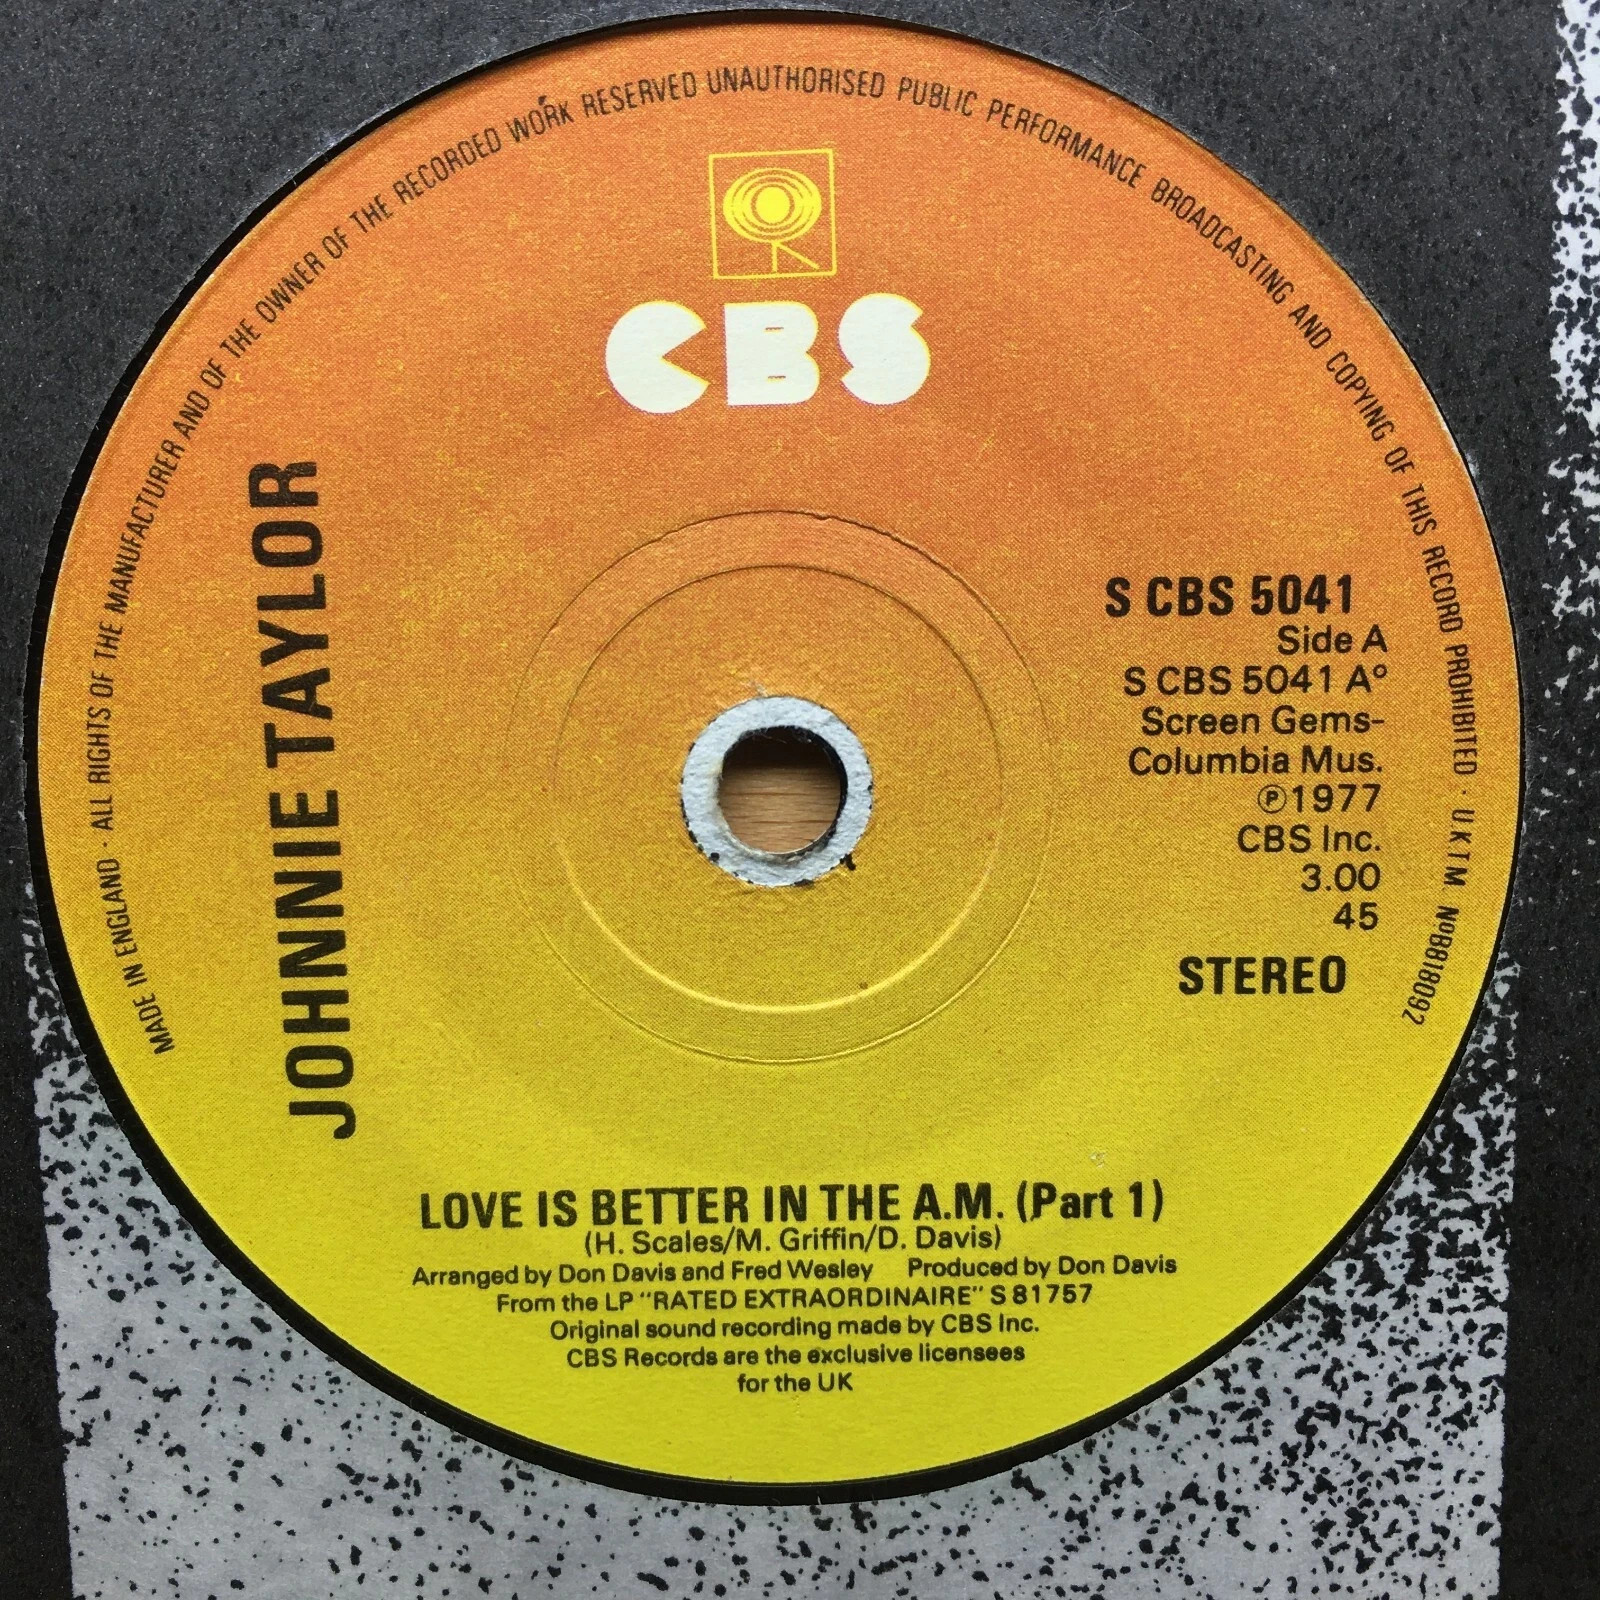 MADE IN ENGLAND · ALL RIGHTS OF THE MANUFACTURER AND OF THE OWNER OF THE RECORDED WORK RESERVED UNAUTHORISED PUBLIC PERFORMANCE BROADCASTING AND COPYING OF THIS RECORD PROHIBITED · UKTM NoBB18092
CBS
JOHNNIE TAYLOR
S CBS 5041
Side A
S CBS 5041 Aº
Screen Gems-
Columbia Mus.
Ⓟ1977
CBS Inc.
3.00
45
STEREO
LOVE IS BETTER IN THE A.M. (Part 1)
(H. Scales/M. Griffin/D. Davis)
Arranged by Don Davis and Fred Wesley Produced by Don Davis
From the LP "RATED EXTRAORDINAIRE" S 81757
Original sound recording made by CBS Inc.
CBS Records are the exclusive licensees
for the UK